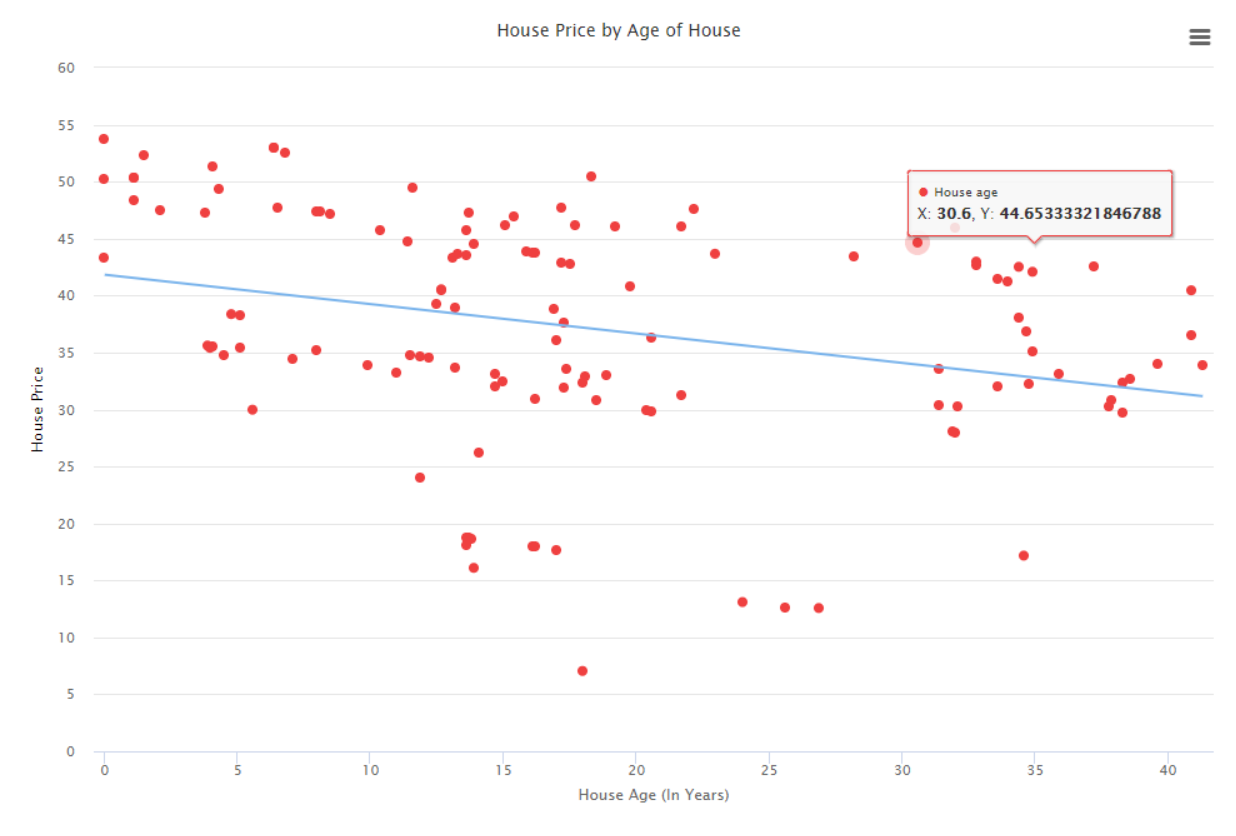 House Price by Age of House
60
55
50
45
40
35
30
25
20
15
10
5
0
House Price
House age
X: 30.6, Y: 44.65333321846788
0 5 10 15 20 25 30 35 40
House Age (In Years)